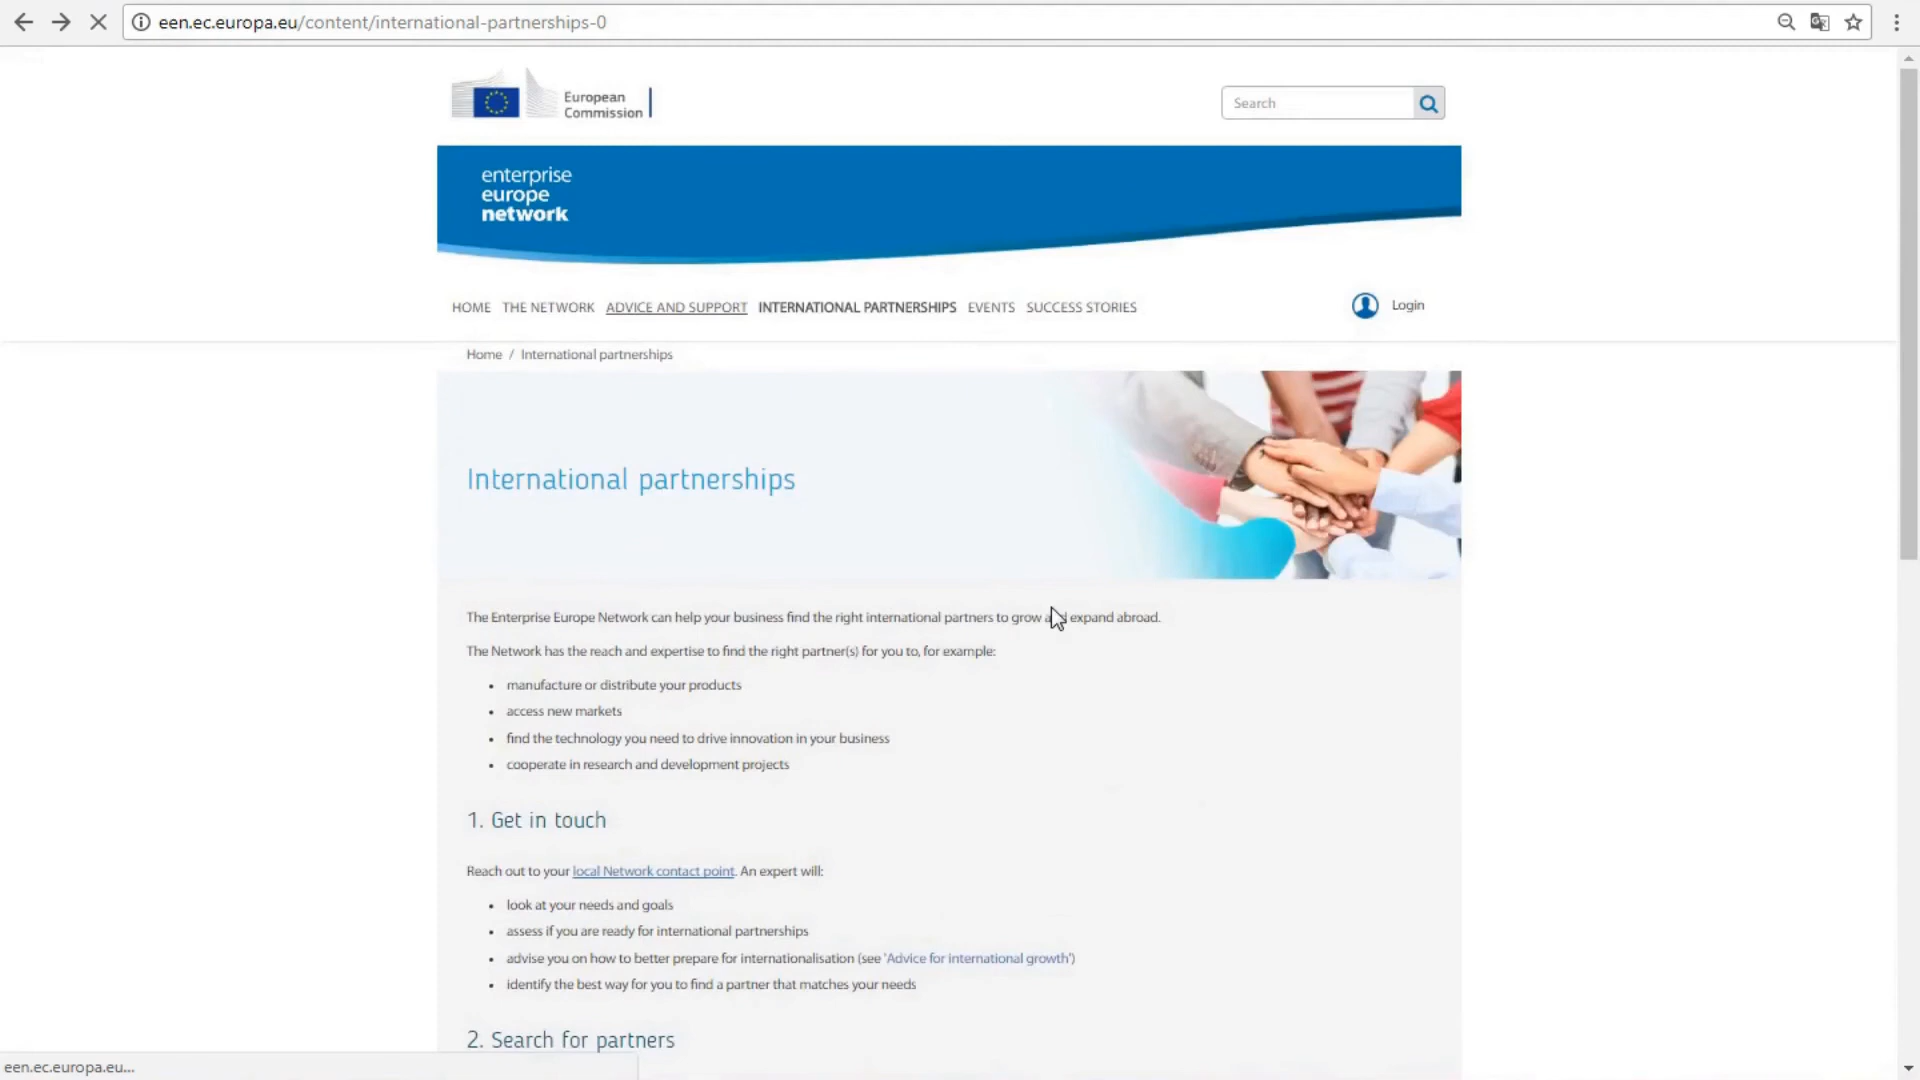 een.ec.europa.eu/content/international-partnerships-0
European
Commission
Search
enterprise
europe
network
HOME THE NETWORK ADVICE AND SUPPORT INTERNATIONAL PARTNERSHIPS EVENTS SUCCESS STORIES Login
Home / International partnerships
International partnerships
The Enterprise Europe Network can help your business find the right international partners to grow and expand abroad.
The Network has the reach and expertise to find the right partner(s) for you to, for example:
• manufacture or distribute your products
• access new markets
• find the technology you need to drive innovation in your business
• cooperate in research and development projects
1. Get in touch
Reach out to your local Network contact point. An expert will:
• look at your needs and goals
• assess if you are ready for international partnerships
• advise you on how to better prepare for internationalisation (see 'Advice for international growth')
• identify the best way for you to find a partner that matches your needs
2. Search for partners
een.ec.europa.eu...